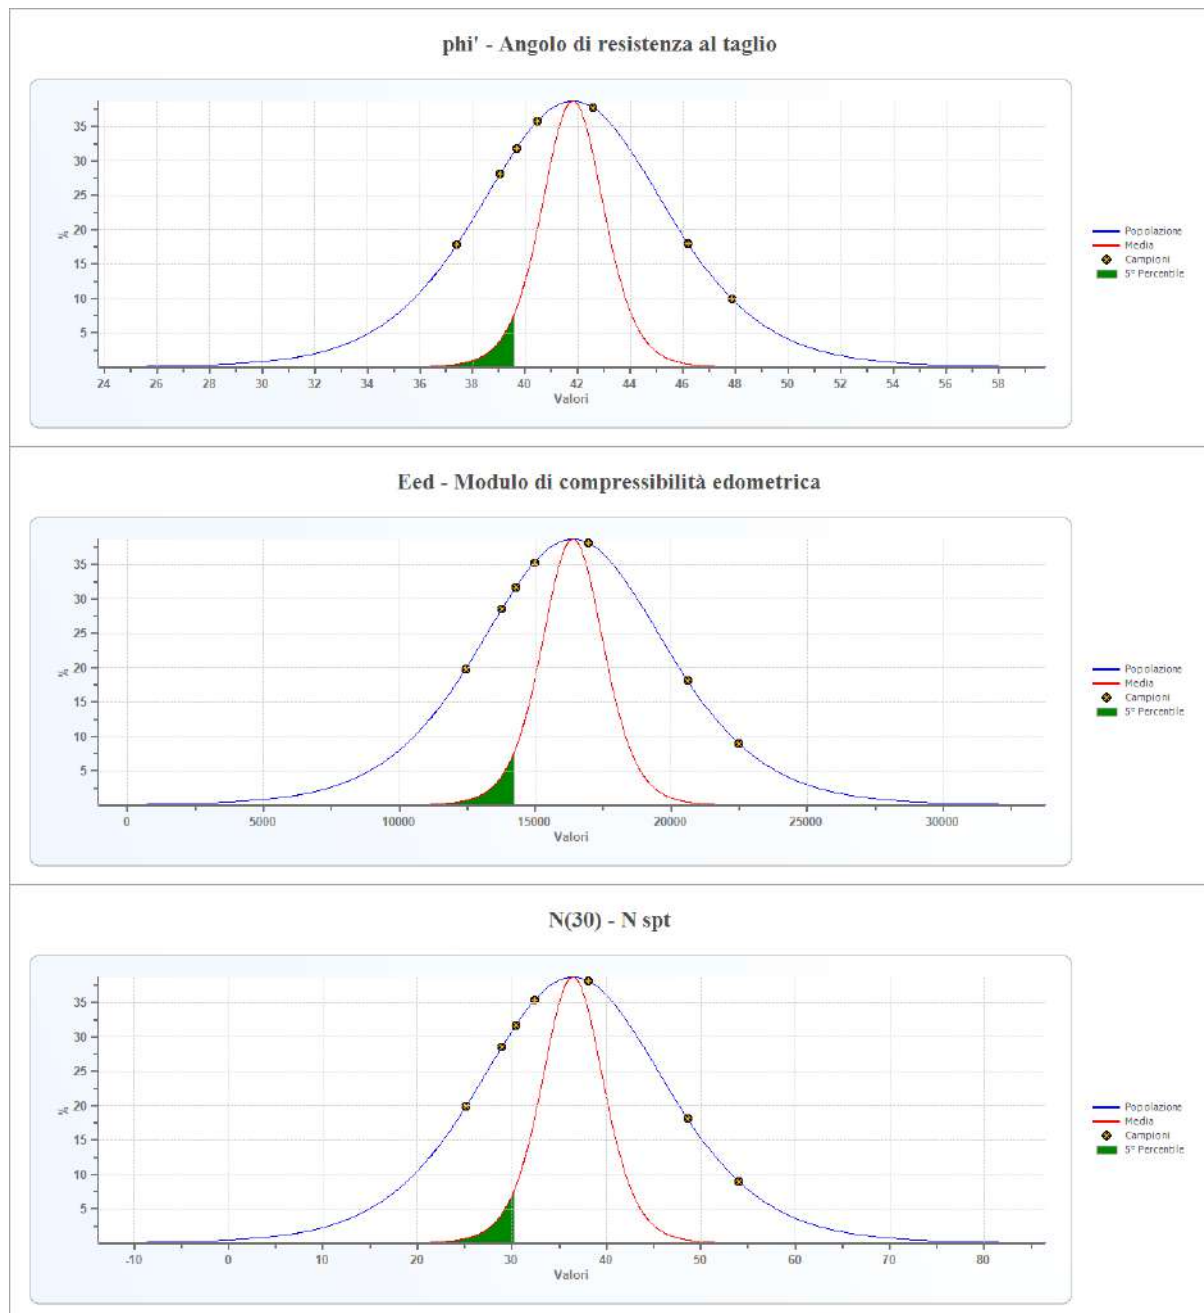 phi' - Angolo di resistenza al taglio
35
30
25
20
15
10
5
%
24 26 28 30 32 34 36 38 40 42 44 46 48 50 52 54 56 58
Valori
Popolazione
Media
Campioni
5° Percentile
Eed - Modulo di compressibilità edometrica
35
30
25
20
15
10
5
%
0 5000 10000 15000 20000 25000 30000
Valori
Popolazione
Media
Campioni
5° Percentile
N(30) - N spt
35
30
25
20
15
10
5
%
-10 0 10 20 30 40 50 60 70 80
Valori
Popolazione
Media
Campioni
5° Percentile